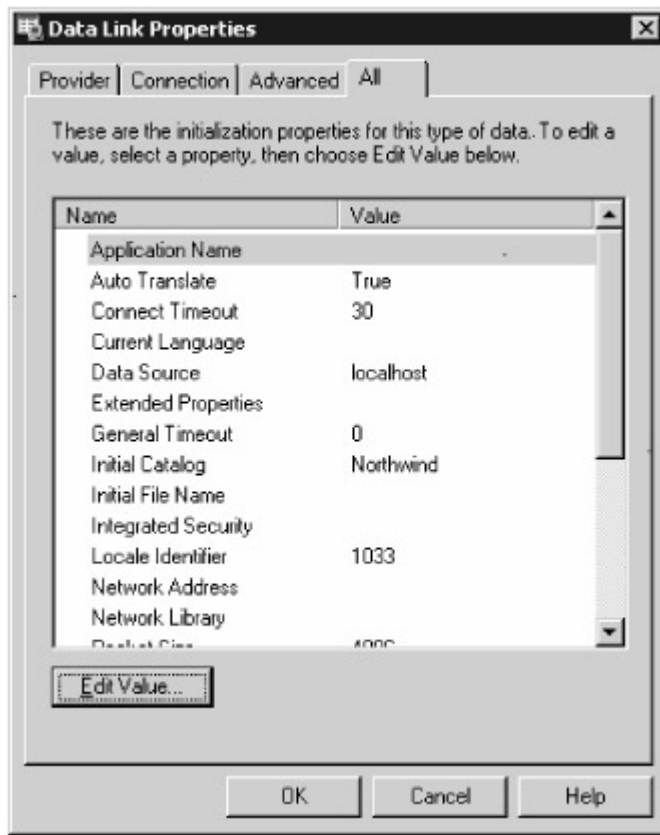 Data Link Properties
Provider Connection Advanced All
These are the initialization properties for this type of data. To edit a
value, select a property, then choose Edit Value below.
Name Value
Application Name
Auto Translate True
Connect Timeout 30
Current Language
Data Source localhost
Extended Properties
General Timeout 0
Initial Catalog Northwind
Initial File Name
Integrated Security
Locale Identifier 1033
Network Address
Network Library
Edit Value...
OK Cancel Help